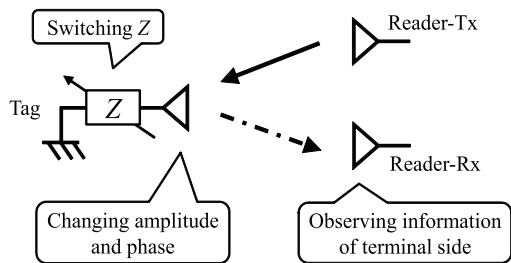 Switching Z
Reader-Tx
Tag
Z
Reader-Rx
Changing amplitude
and phase
Observing information
of terminal side